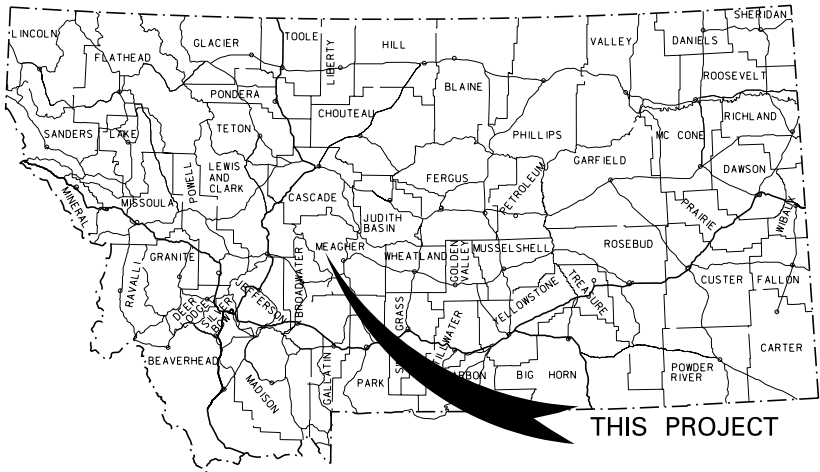 SHERIDAN
LINCOLN
TOOLE
GLACIER
HILL
VALLEY
DANIELS
LIBERTY
FLATHEAD
ROOSEVELT
BLAINE
PONDERA
CHOUTEAU
RICHLAND
SANDERS
LAKE
TETON
PHILLIPS
MC CONE
GARFIELD
POWELL
LEWIS
AND
CLARK
DAWSON
FERGUS
PETROLEUM
MINERAL
CASCADE
MISSOULA
PRAIRIE
WIBAUX
JUDITH
BASIN
MEAGHER
GRANITE
WHEATLAND
GOLDEN
VALLEY
MUSSELSHELL
ROSEBUD
BROADWATER
RAVALLI
CUSTER
FALLON
TREASURE
JEFFERSON
DEER
LODGE
SILVER
BOW
YELLOWSTONE
GRASS
CARTER
BEAVERHEAD
GALLATIN
PARK
BIG HORN
POWDER
RIVER
MADISON
THIS PROJECT